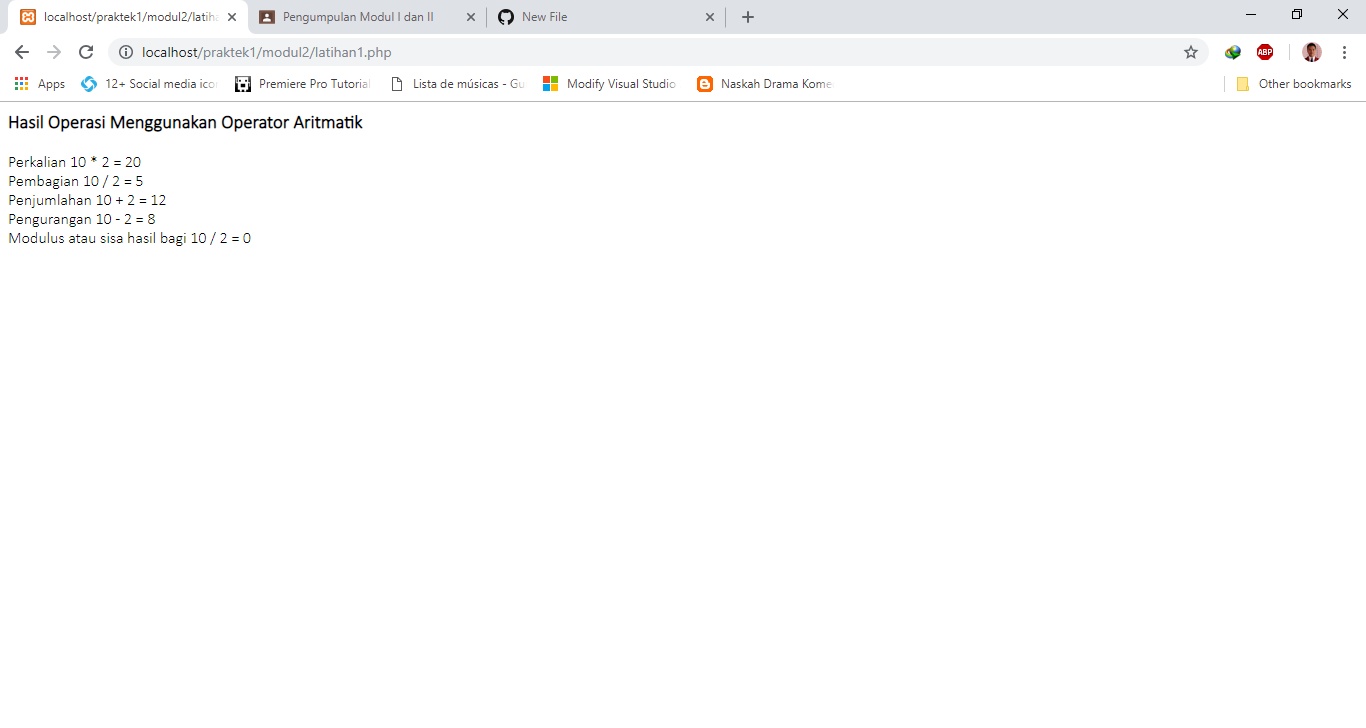 localhost/praktek1/modul2/latih
Pengumpulan Modul I dan II
New File
localhost/praktek1/modul2/latihan1.php
ABP
Apps
12+ Social media icon
Premiere Pro Tutorial
Lista de músicas - Gu
Modify Visual Studio
Naskah Drama Kome
Other bookmarks
Hasil Operasi Menggunakan Operator Aritmatik
Perkalian 10 * 2 = 20
Pembagian 10 / 2 = 5
Penjumlahan 10 + 2 = 12
Pengurangan 10 - 2 = 8
Modulus atau sisa hasil bagi 10 / 2 = 0